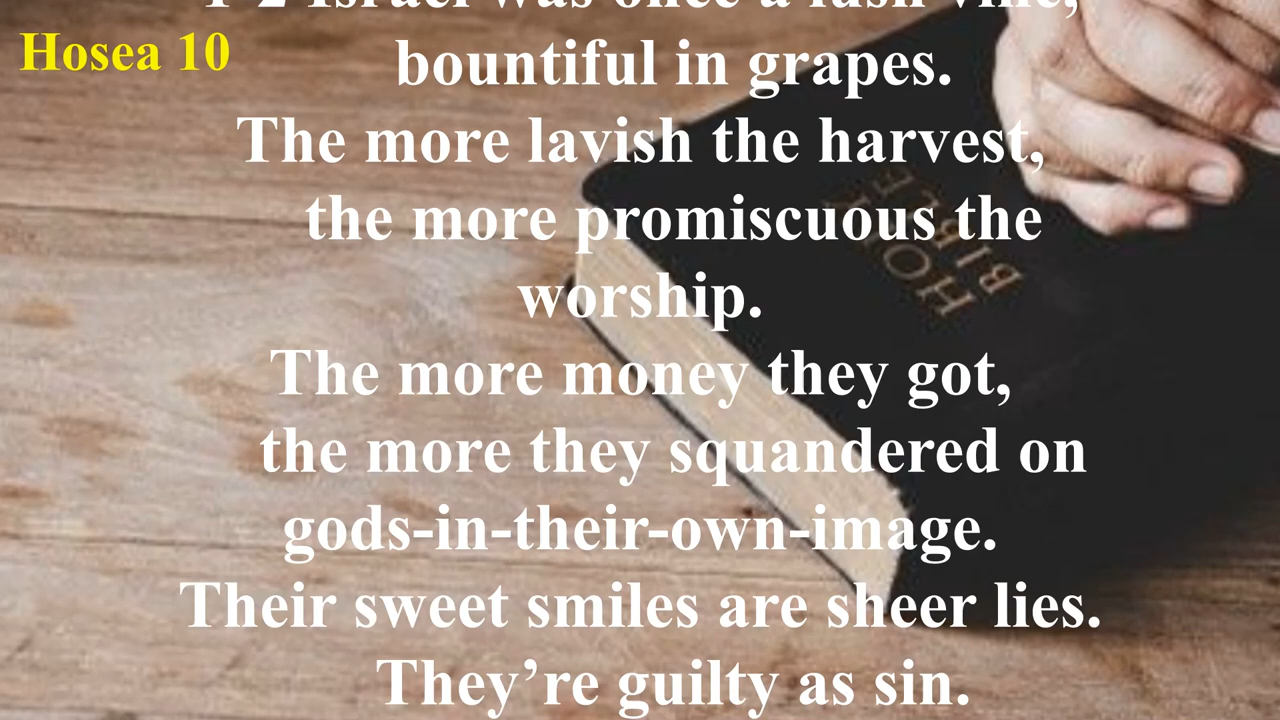 1-2 Israel was once a lush vine,
Hosea 10
bountiful in grapes.
The more lavish the harvest,
the more promiscuous the
worship.
The more money they got,
the more they squandered on
gods-in-their-own-image.
Their sweet smiles are sheer lies.
They’re guilty as sin.
HOLY
BIBLE